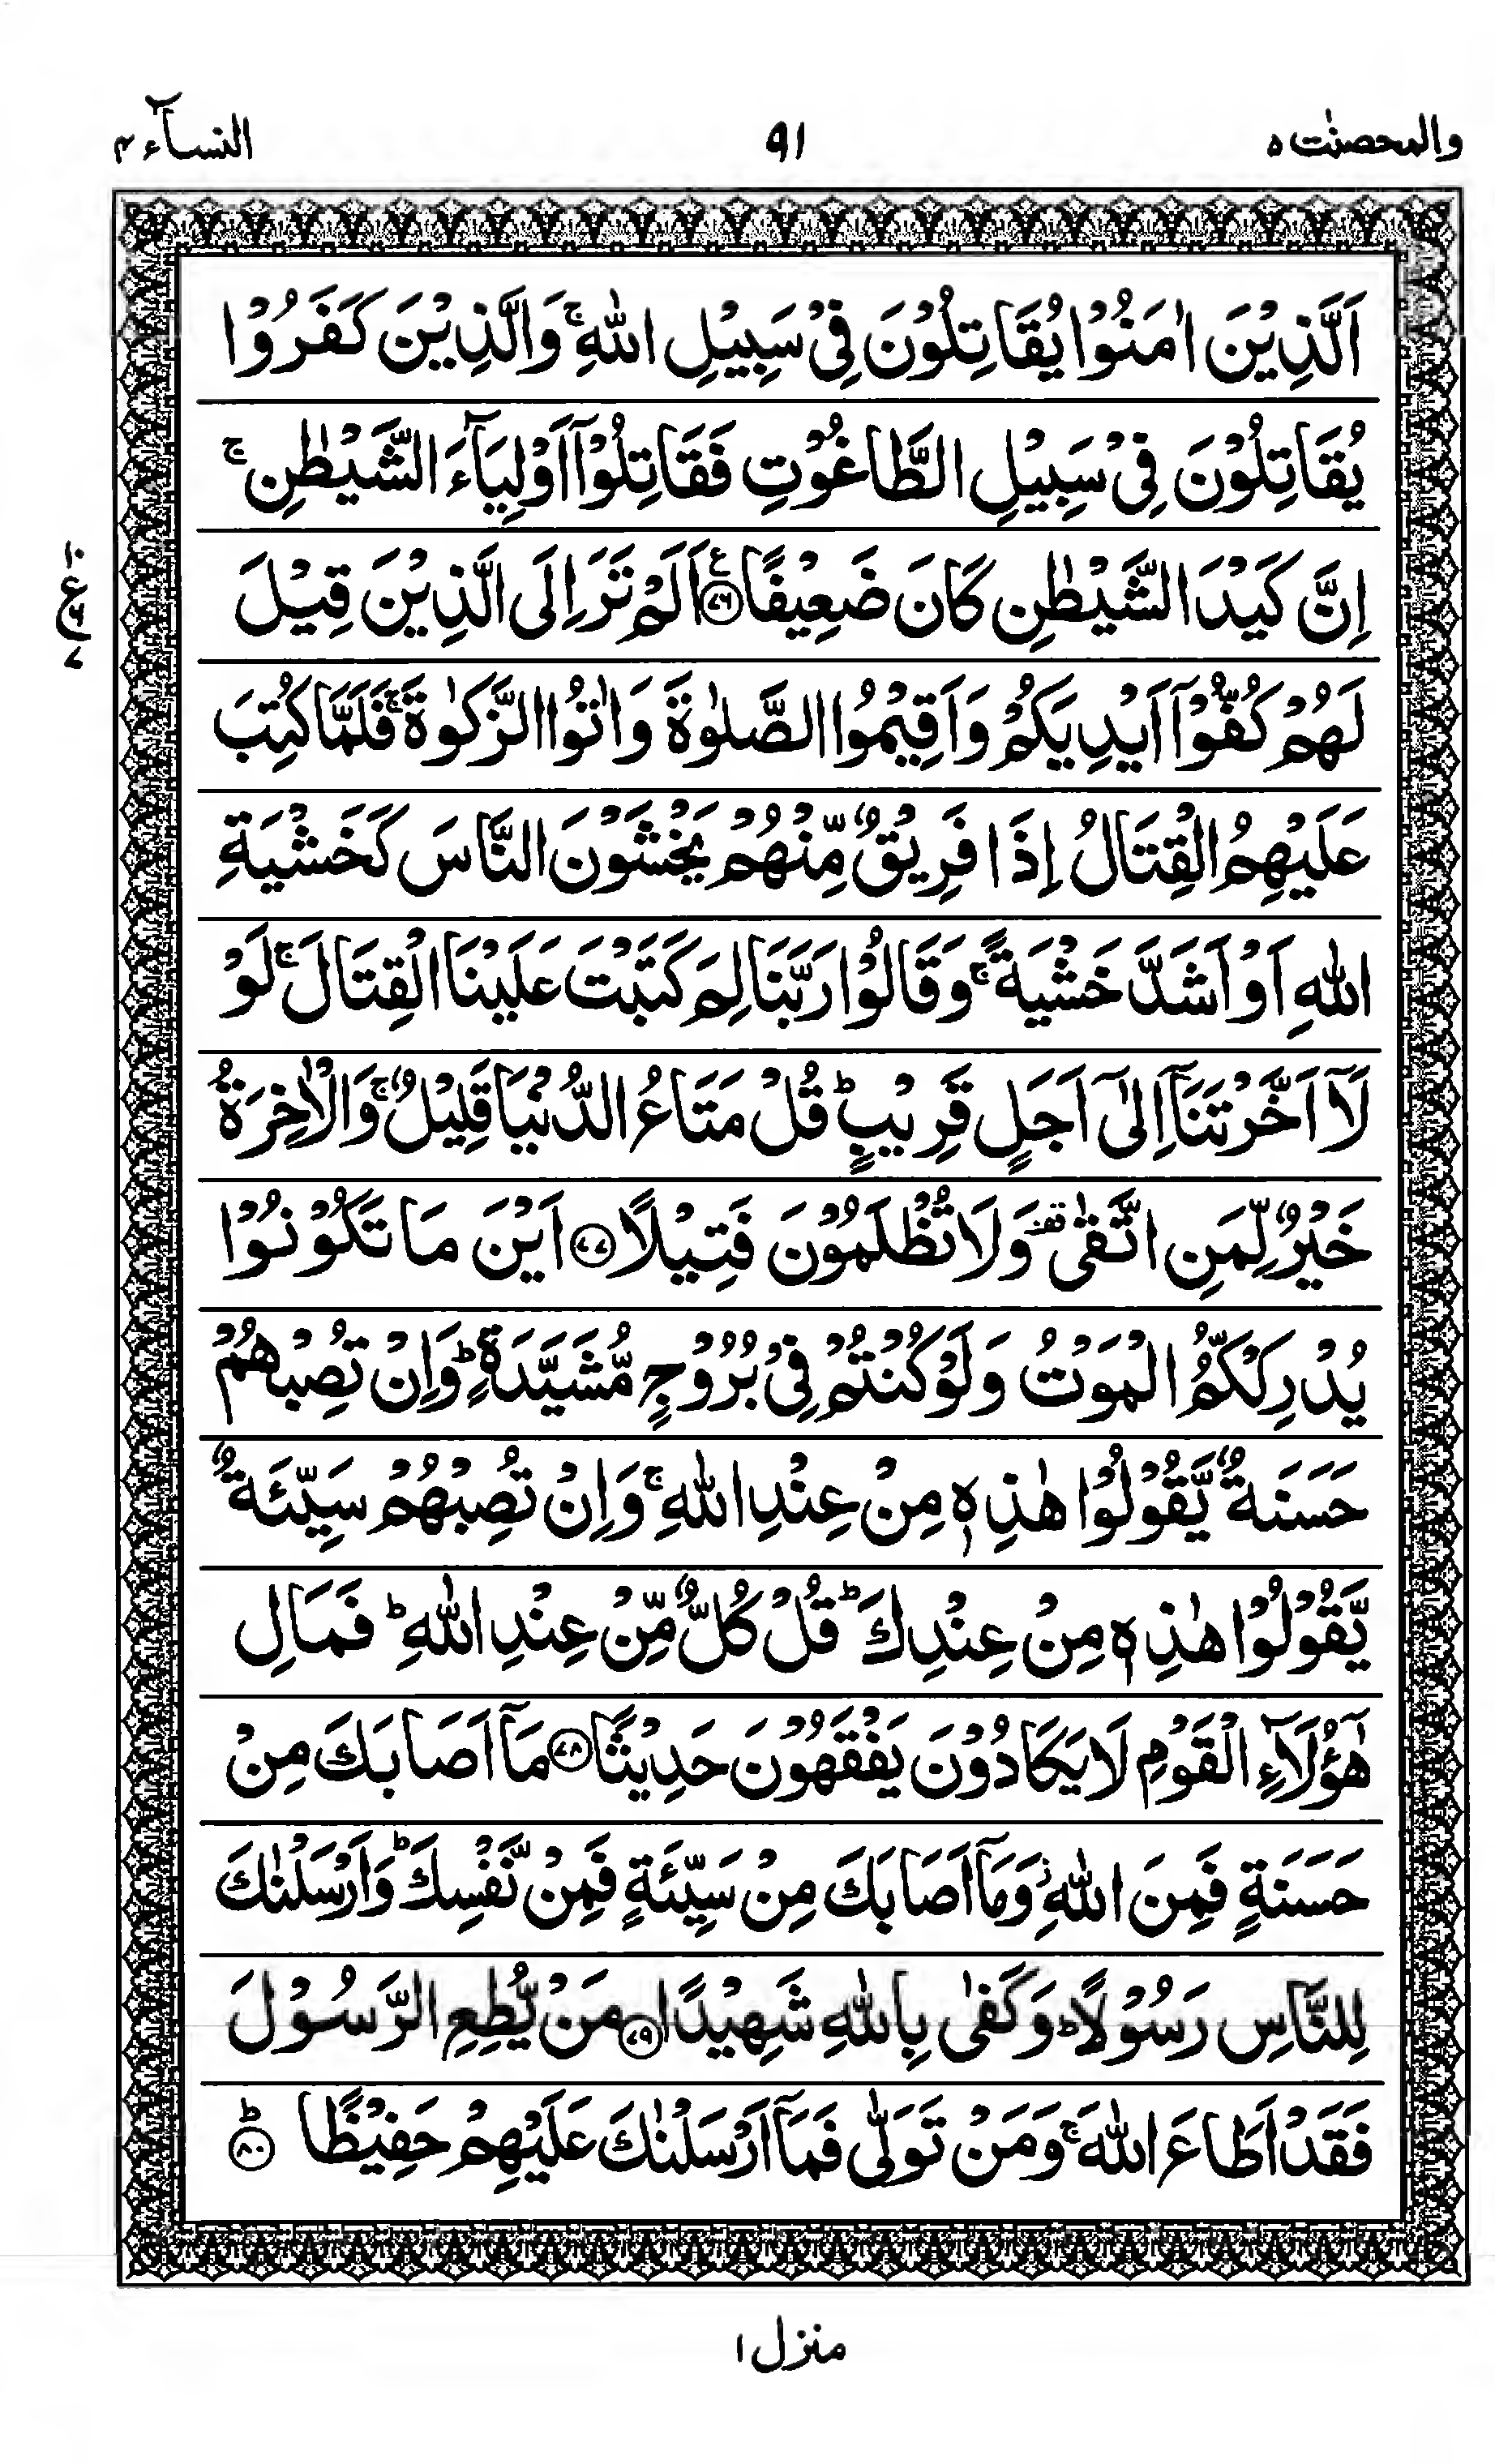 والمحصنٰت ٥
٩١
النسآء ٤
اَلَّذِيْنَ اٰمَنُوْا يُقَاتِلُوْنَ فِيْ سَبِيْلِ اللّٰهِ ۚ وَالَّذِيْنَ كَفَرُوْا
يُقَاتِلُوْنَ فِيْ سَبِيْلِ الطَّاغُوْتِ فَقَاتِلُوْۤا اَوْلِيَآءَ الشَّيْطٰنِ ۚ
اِنَّ كَيْدَ الشَّيْطٰنِ كَانَ ضَعِيْفًا ﴿٧٦﴾ ع اَلَمْ تَرَ اِلَى الَّذِيْنَ قِيْلَ
لَهُمْ كُفُّوْۤا اَيْدِيَكُمْ وَاَقِيْمُوا الصَّلٰوةَ وَاٰتُوا الزَّكٰوةَ ۚ فَلَمَّا كُتِبَ
عَلَيْهِمُ الْقِتَالُ اِذَا فَرِيْقٌ مِّنْهُمْ يَخْشَوْنَ النَّاسَ كَخَشْيَةِ
اللّٰهِ اَوْ اَشَدَّ خَشْيَةً ۚ وَقَالُوْا رَبَّنَا لِمَ كَتَبْتَ عَلَيْنَا الْقِتَالَ ۚ لَوْ
لَاۤ اَخَّرْتَنَاۤ اِلٰۤى اَجَلٍ قَرِيْبٍ ؕ قُلْ مَتَاعُ الدُّنْيَا قَلِيْلٌ ۚ وَالْاٰخِرَةُ
خَيْرٌ لِّمَنِ اتَّقٰى ۫ وَلَا تُظْلَمُوْنَ فَتِيْلًا ﴿٧٧﴾ اَيْنَ مَا تَكُوْنُوْا
يُدْرِكْكُّمُ الْمَوْتُ وَلَوْ كُنْتُمْ فِيْ بُرُوْجٍ مُّشَيَّدَةٍ ؕ وَاِنْ تُصِبْهُمْ
حَسَنَةٌ يَّقُوْلُوْا هٰذِهٖ مِنْ عِنْدِ اللّٰهِ ۚ وَاِنْ تُصِبْهُمْ سَيِّئَةٌ
يَّقُوْلُوْا هٰذِهٖ مِنْ عِنْدِكَ ؕ قُلْ كُلٌّ مِّنْ عِنْدِ اللّٰهِ ؕ فَمَالِ
هٰۤؤُلَآءِ الْقَوْمِ لَا يَكَادُوْنَ يَفْقَهُوْنَ حَدِيْثًا ﴿٧٨﴾ مَاۤ اَصَابَكَ مِنْ
حَسَنَةٍ فَمِنَ اللّٰهِ ۫ وَمَاۤ اَصَابَكَ مِنْ سَيِّئَةٍ فَمِنْ نَّفْسِكَ ؕ وَاَرْسَلْنٰكَ
لِلنَّاسِ رَسُوْلًا ؕ وَكَفٰى بِاللّٰهِ شَهِيْدًا ﴿٧٩﴾ مَنْ يُّطِعِ الرَّسُوْلَ
فَقَدْ اَطَاعَ اللّٰهَ ۚ وَمَنْ تَوَلّٰى فَمَاۤ اَرْسَلْنٰكَ عَلَيْهِمْ حَفِيْظًا ﴿٨٠﴾ ؕ
١٠
ع
٧
منزل ١